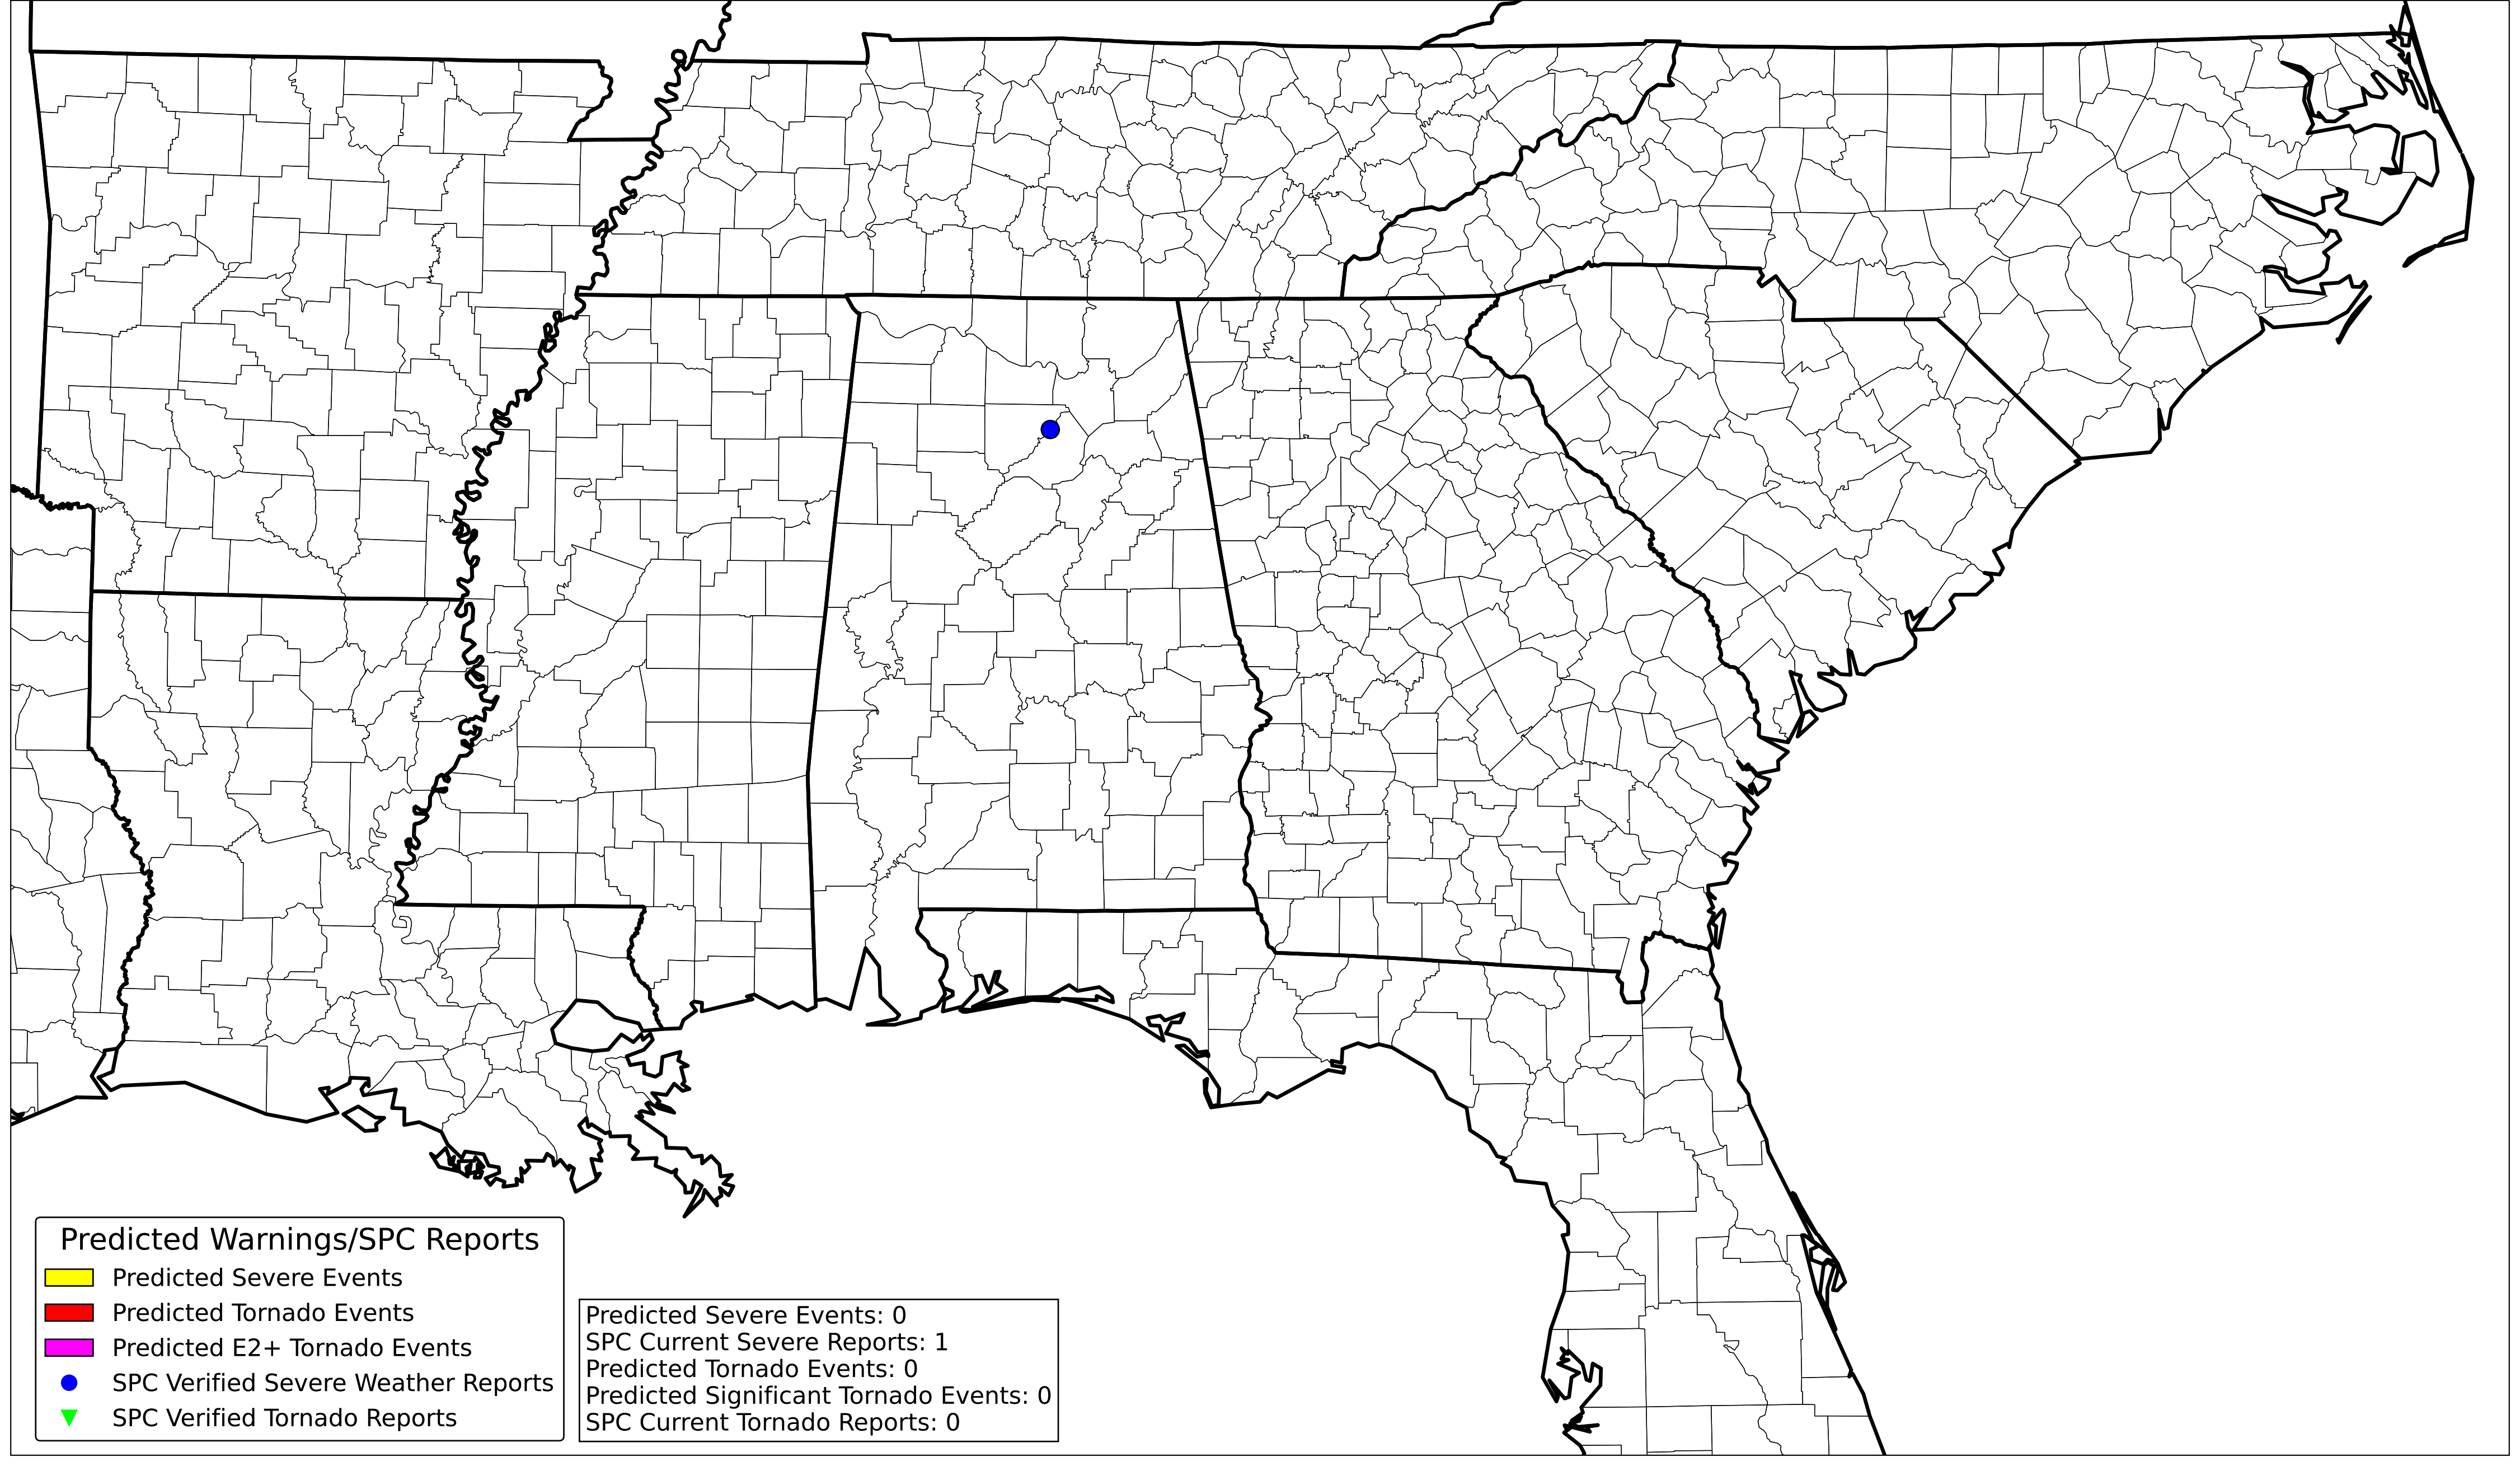 Predicted Warnings/SPC Reports
Predicted Severe Events
Predicted Tornado Events
Predicted E2+ Tornado Events
SPC Verified Severe Weather Reports
SPC Verified Tornado Reports
Predicted Severe Events: 0
SPC Current Severe Reports: 1
Predicted Tornado Events: 0
Predicted Significant Tornado Events: 0
SPC Current Tornado Reports: 0